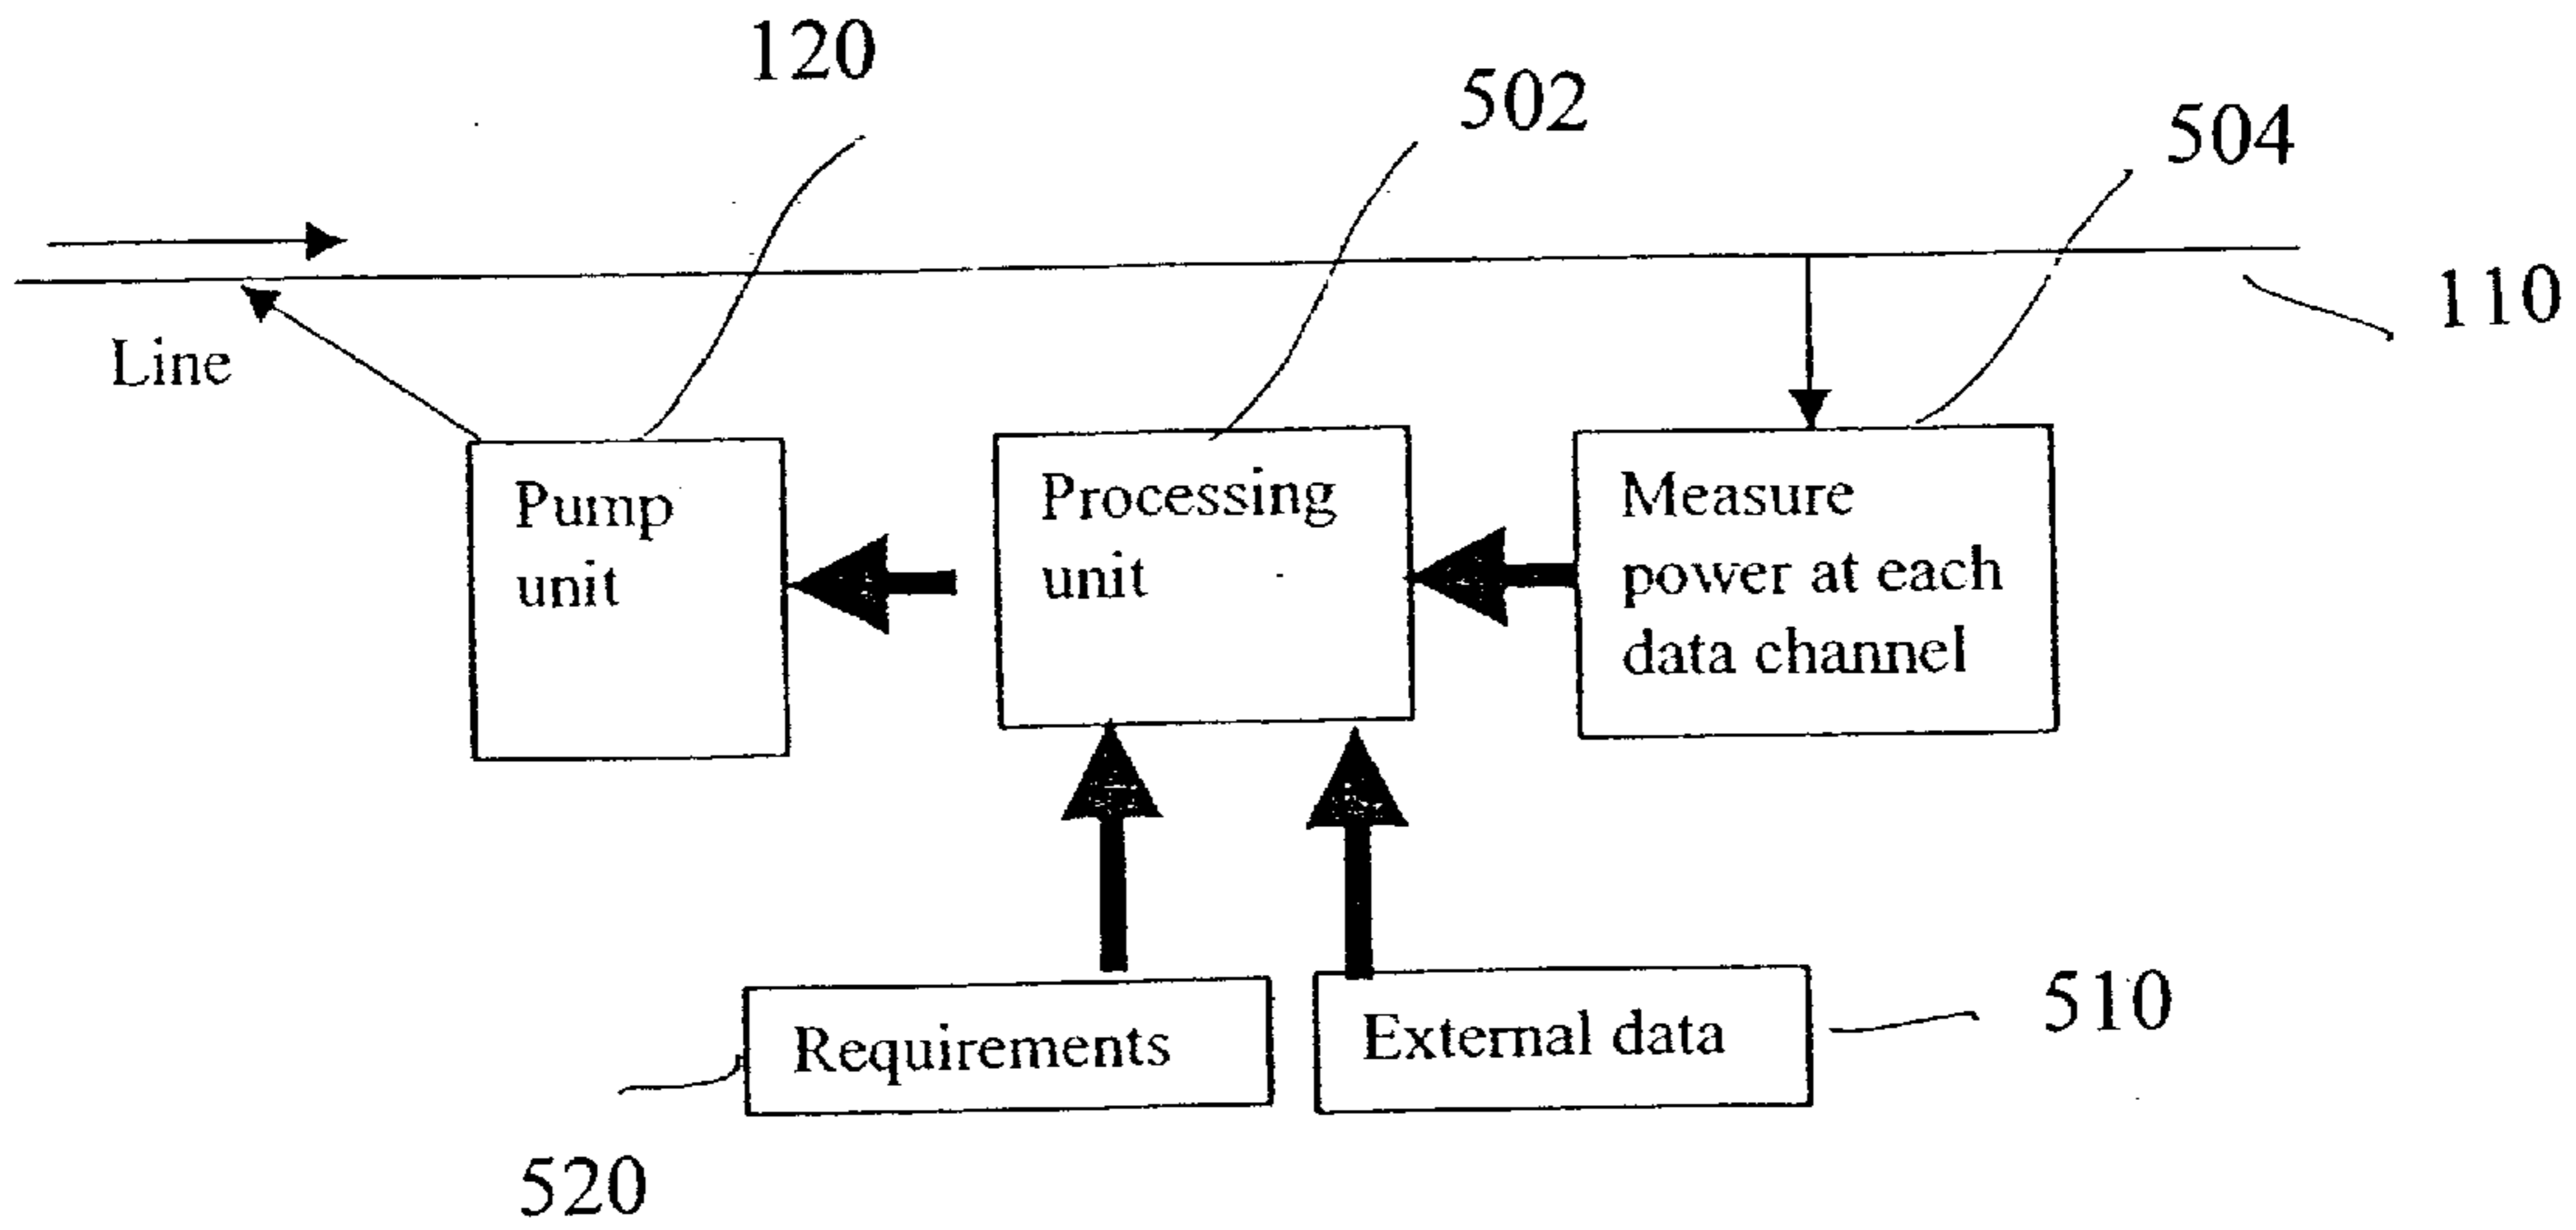 120
502
504
110
Line
Pump
unit
Processing
unit
Measure
power at each
data channel
Requirements
External data
510
520